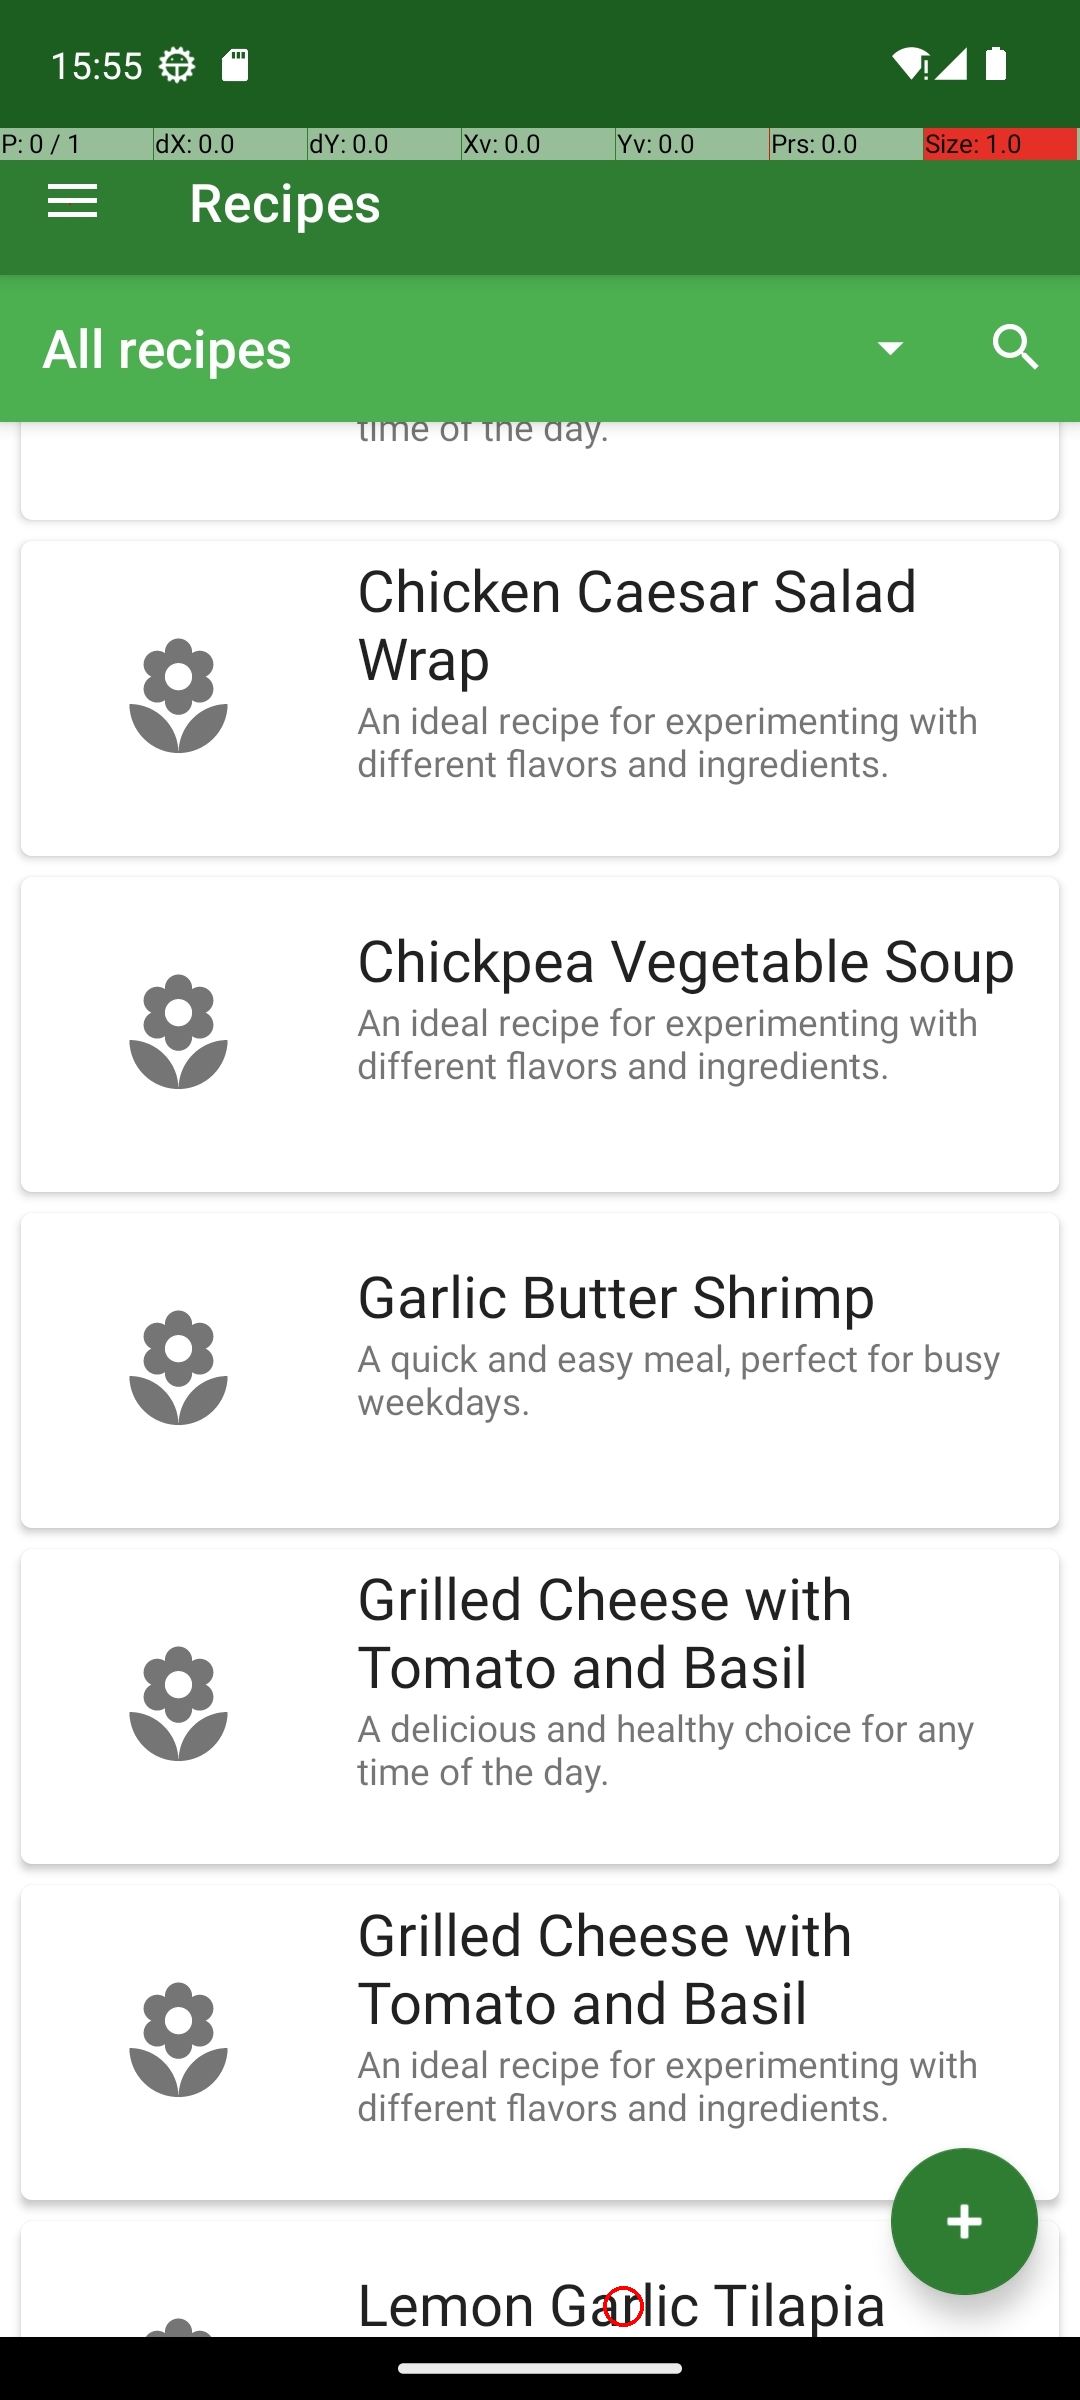 15:55
P: 0 / 1 dX: 0.0 dY: 0.0 Xv: 0.0 Yv: 0.0 Prs: 0.0 Size: 1.0
Recipes
All recipes
time of the day.
Chicken Caesar Salad
Wrap
An ideal recipe for experimenting with
different flavors and ingredients.
Chickpea Vegetable Soup
An ideal recipe for experimenting with
different flavors and ingredients.
Garlic Butter Shrimp
A quick and easy meal, perfect for busy
weekdays.
Grilled Cheese with
Tomato and Basil
A delicious and healthy choice for any
time of the day.
Grilled Cheese with
Tomato and Basil
An ideal recipe for experimenting with
different flavors and ingredients.
Lemon Garlic Tilapia